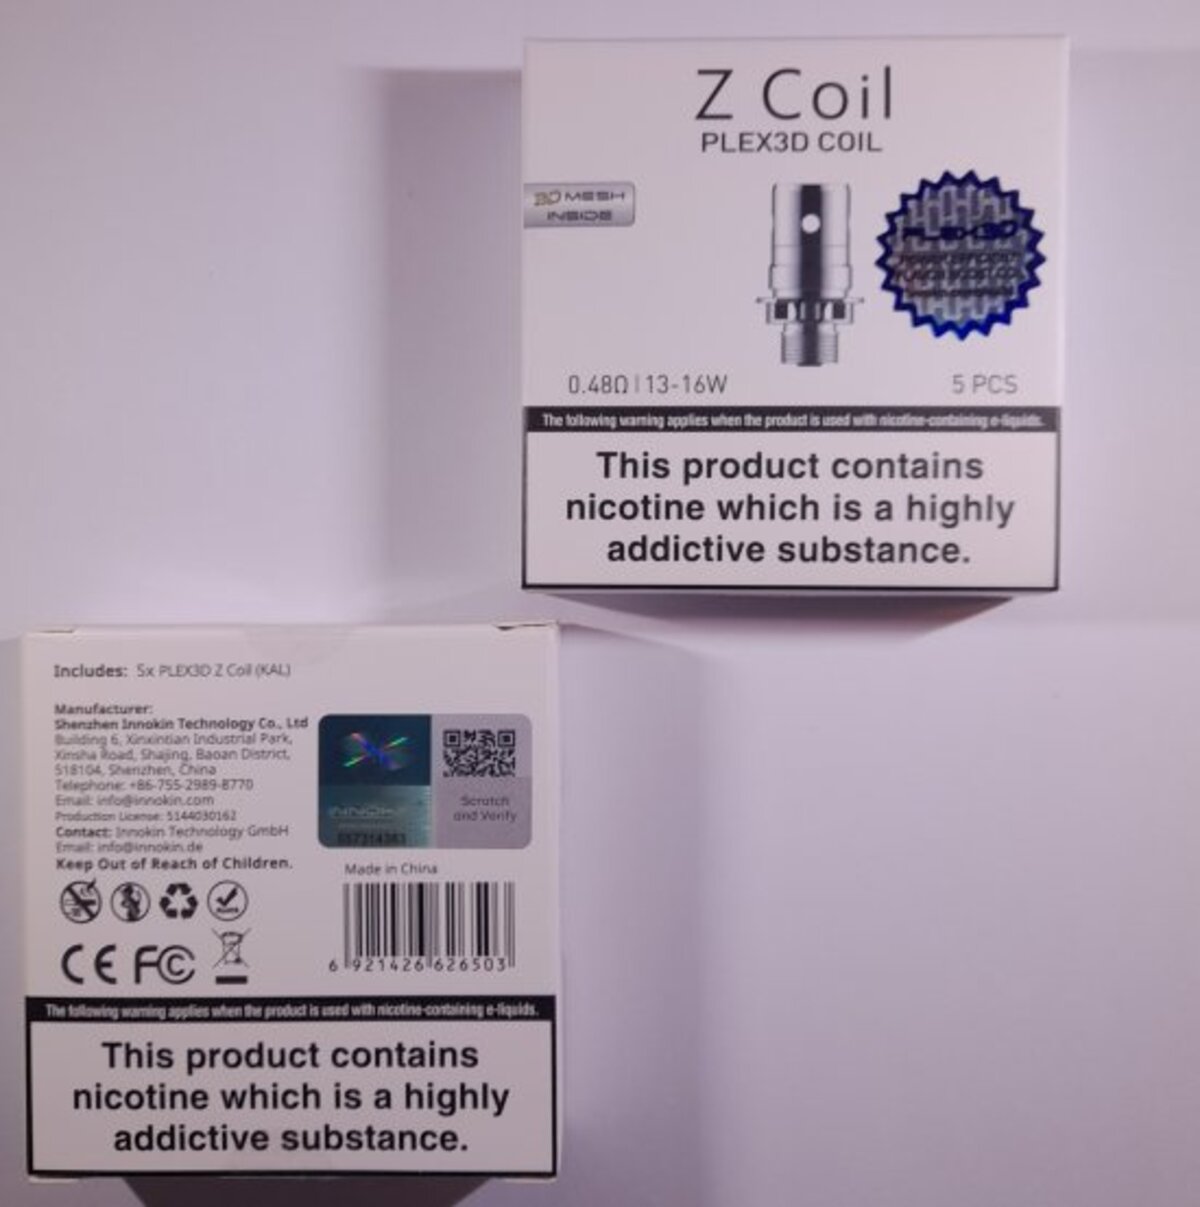 Z Coil
PLEX3D COIL
3D MESH
INSIDE
PLEX3D
0.48Ω | 13-16W
5 PCS
The following warning applies when the product is used with nicotine-containing e-liquids.
This product contains
nicotine which is a highly
addictive substance.
Includes: 5x PLEX3D Z Coil (KAL)
Manufacturer:
Shenzhen Innokin Technology Co., Ltd
Building 6, Xinxintian Industrial Park,
Xinsha Road, Shajing, Baoan District,
518104, Shenzhen, China
Telephone: +86-755-2989-8770
Email: info@innokin.com
Production License: 5144030162
Contact: Innokin Technology GmbH
Email: info@innokin.de
Keep Out of Reach of Children.
Scratch
and Verify
Made in China
6 921426 626503
CE FC
The following warning applies when the product is used with nicotine-containing e-liquids.
This product contains
nicotine which is a highly
addictive substance.